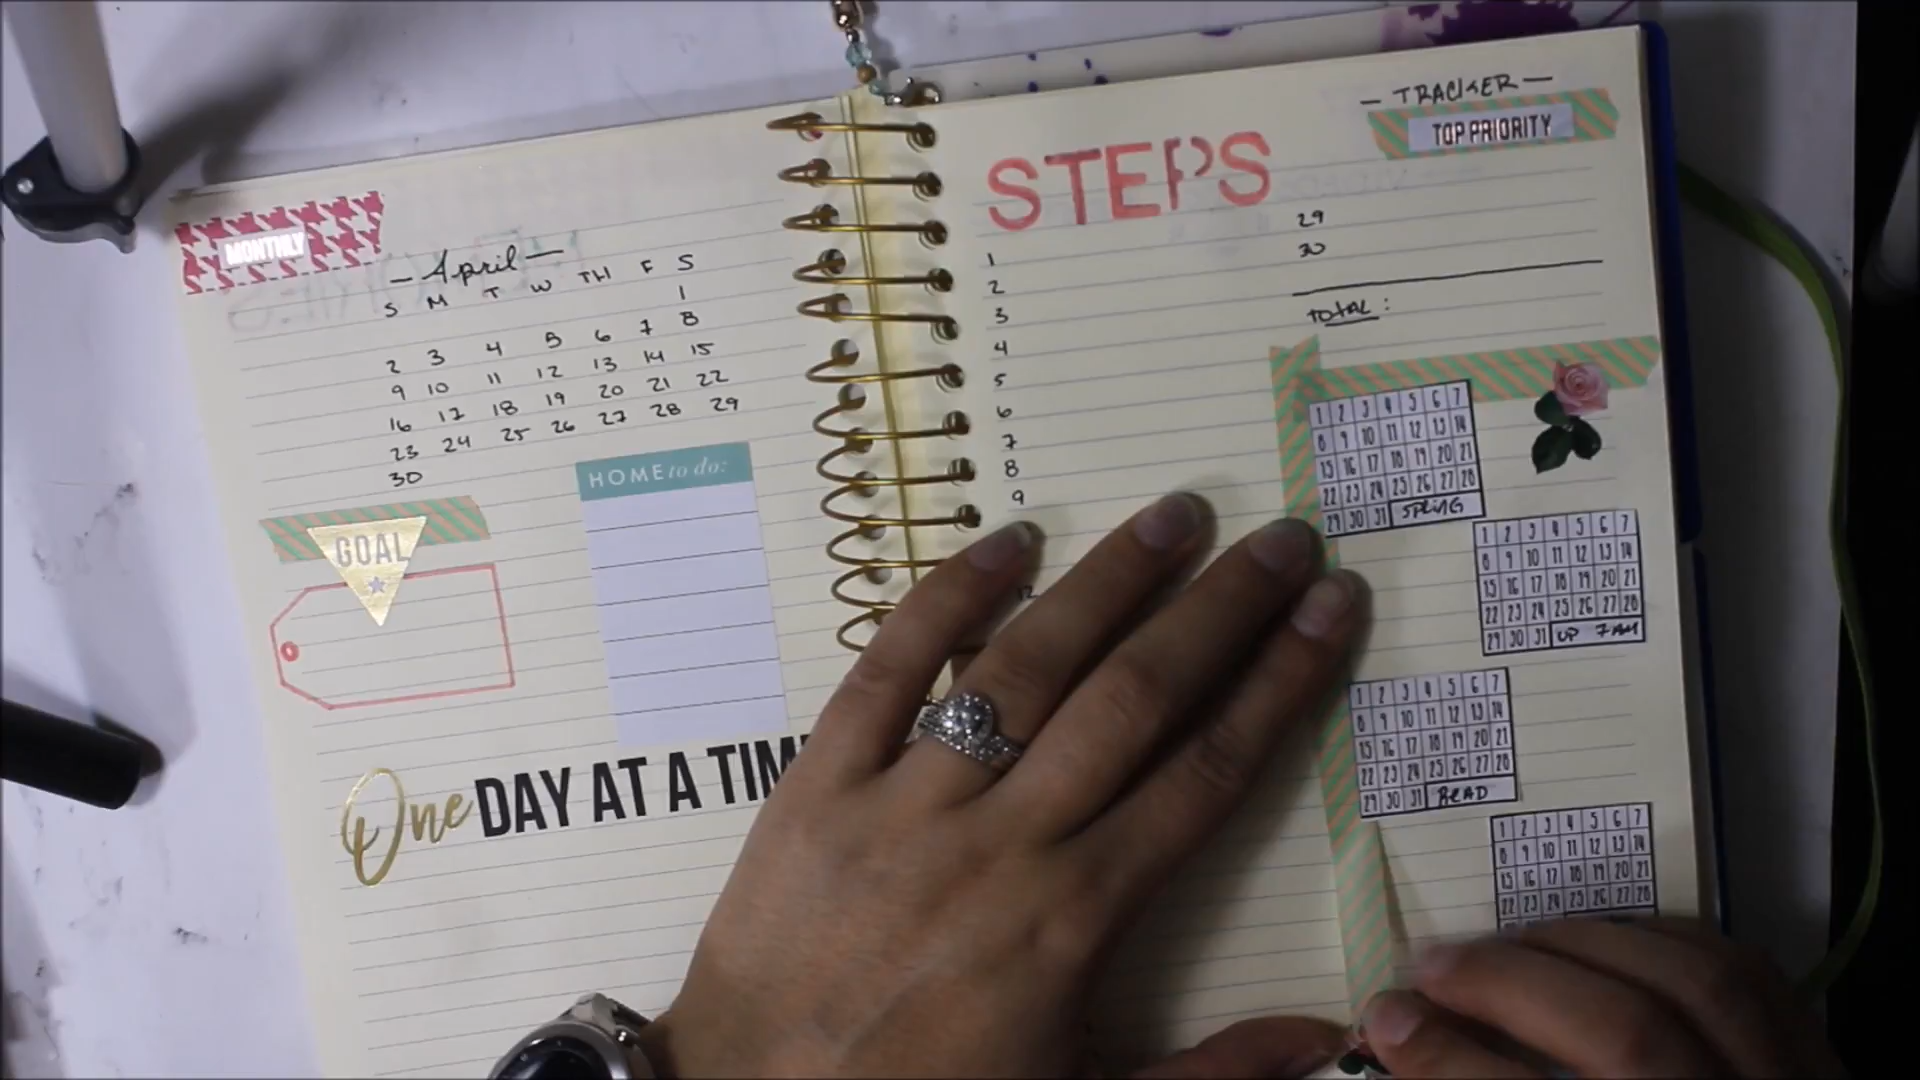 MONTHLY
— April —
S M T W TH F S
1
2 3 4 5 6 7 8
9 10 11 12 13 14 15
16 17 18 19 20 21 22
23 24 25 26 27 28 29
30
GOAL
HOME to do:
One DAY AT A TIM
— TRACKER —
TOP PRIORITY
STEPS
1
2
3
4
5
6
7
8
9
12
29
30
TOTAL:
1 2 3 4 5 6 7
8 9 10 11 12 13 14
15 16 17 18 19 20 21
22 23 24 25 26 27 28
29 30 31 SPRING
1 2 3 4 5 6 7
8 9 10 11 12 13 14
15 16 17 18 19 20 21
22 23 24 25 26 27 28
29 30 31 UP 7AM
1 2 3 4 5 6 7
8 9 10 11 12 13 14
15 16 17 18 19 20 21
22 23 24 25 26 27 28
29 30 31 READ
1 2 3 4 5 6 7
8 9 10 11 12 13 14
15 16 17 18 19 20 21
22 23 24 25 26 27 28